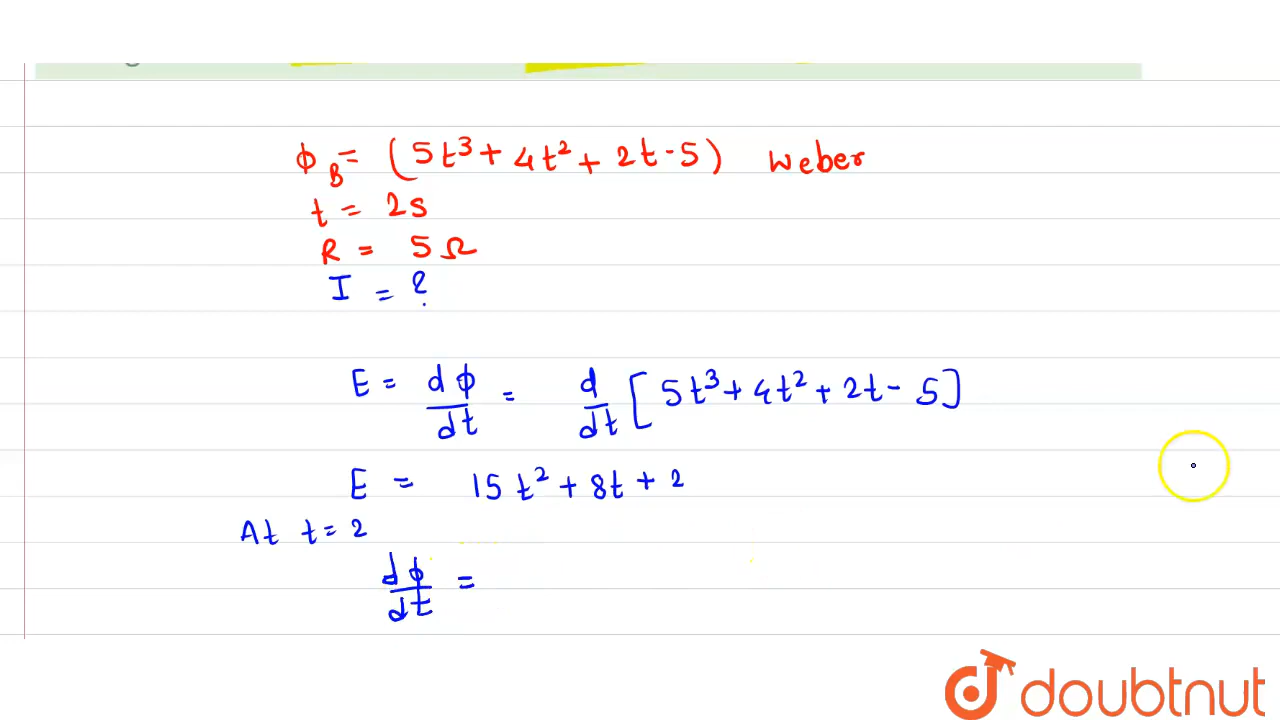 ϕ_B = (5t³ + 4t² + 2t - 5) Weber
t = 2s
R = 5 Ω
I = ?
E = dϕ/dt = d/dt [5t³ + 4t² + 2t - 5]
E = 15t² + 8t + 2
At t = 2
dϕ/dt =
doubtnut